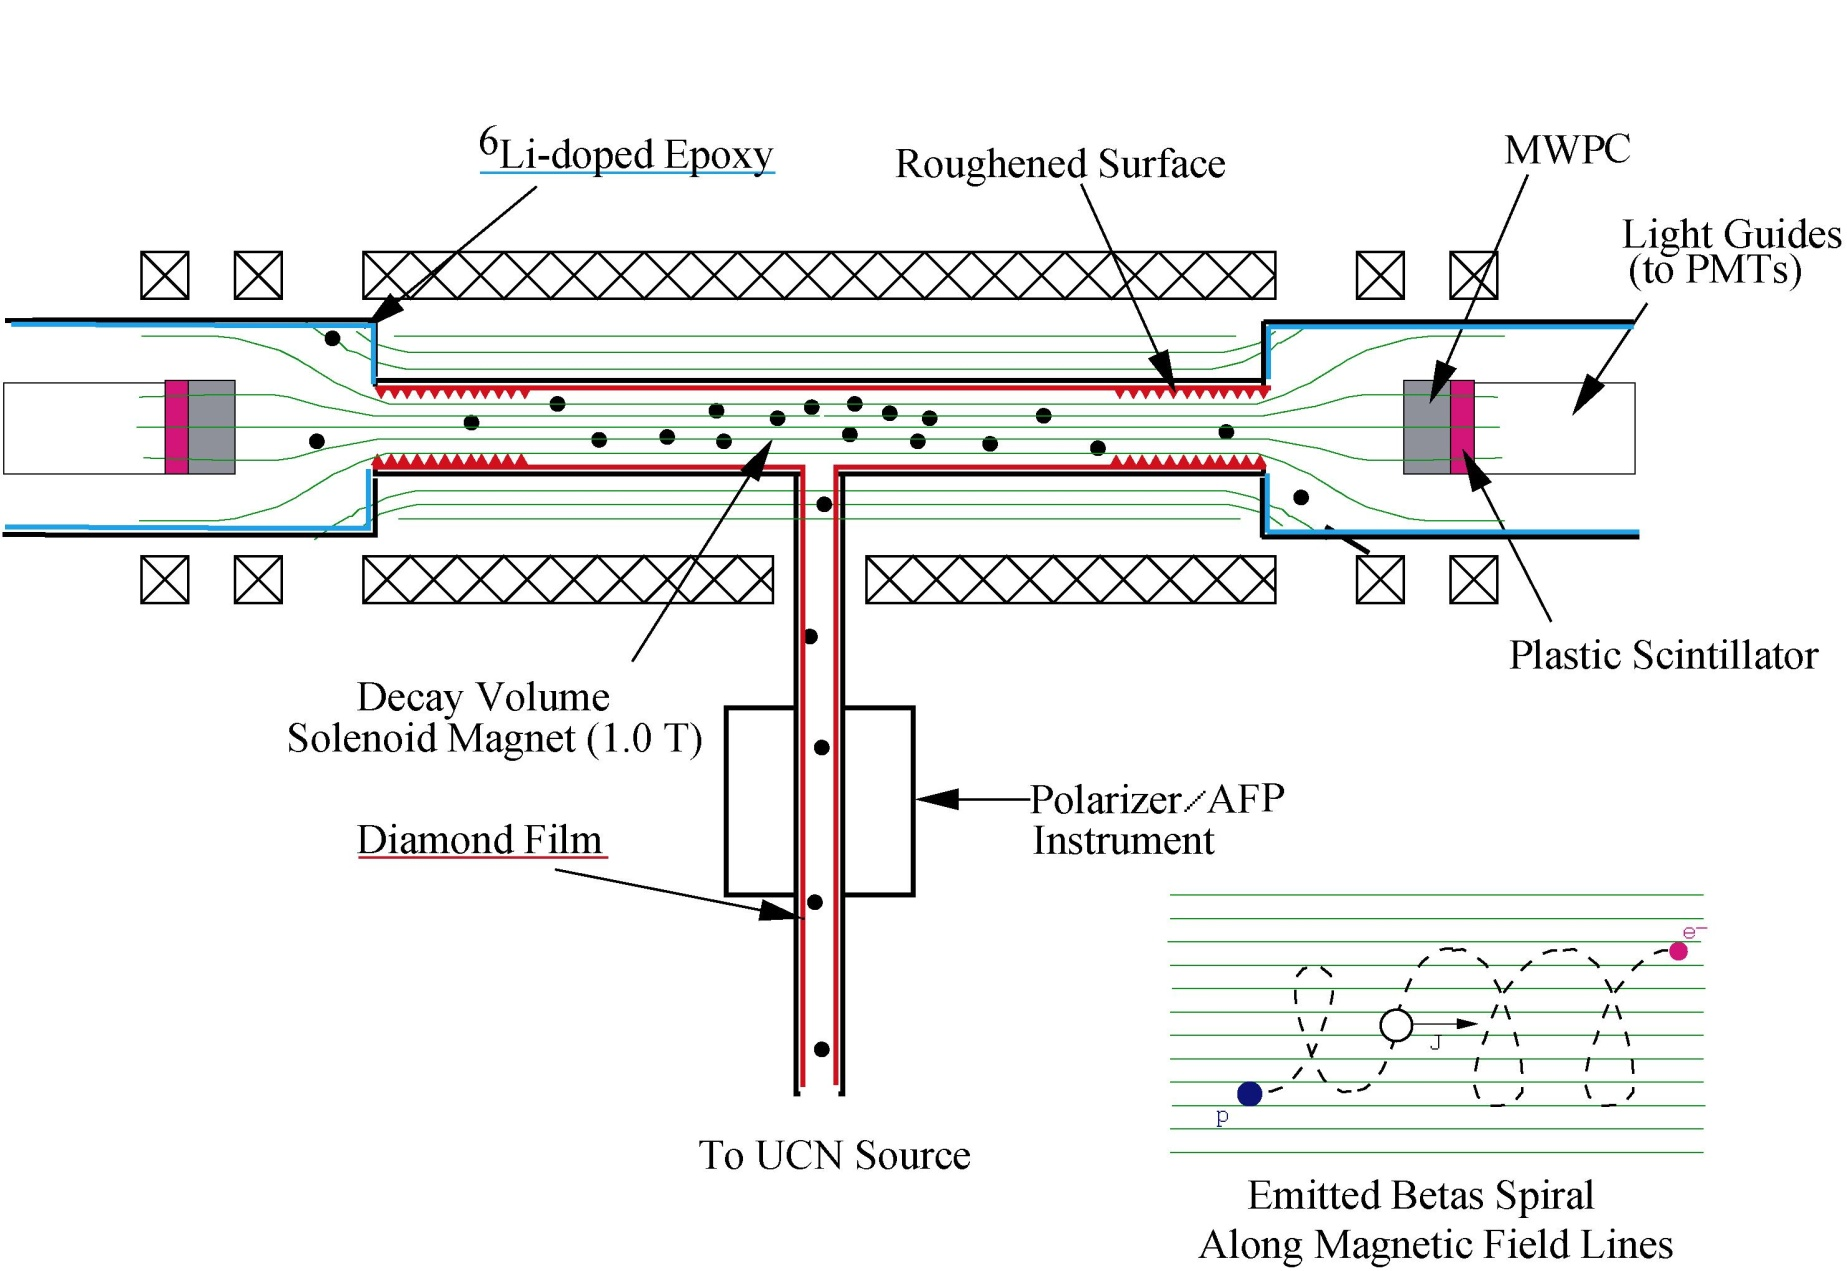 ⁶Li-doped Epoxy
Roughened Surface
MWPC
Light Guides
(to PMTs)
Decay Volume
Solenoid Magnet (1.0 T)
Plastic Scintillator
Diamond Film
Polarizer/AFP
Instrument
To UCN Source
e⁻
J
p
Emitted Betas Spiral
Along Magnetic Field Lines